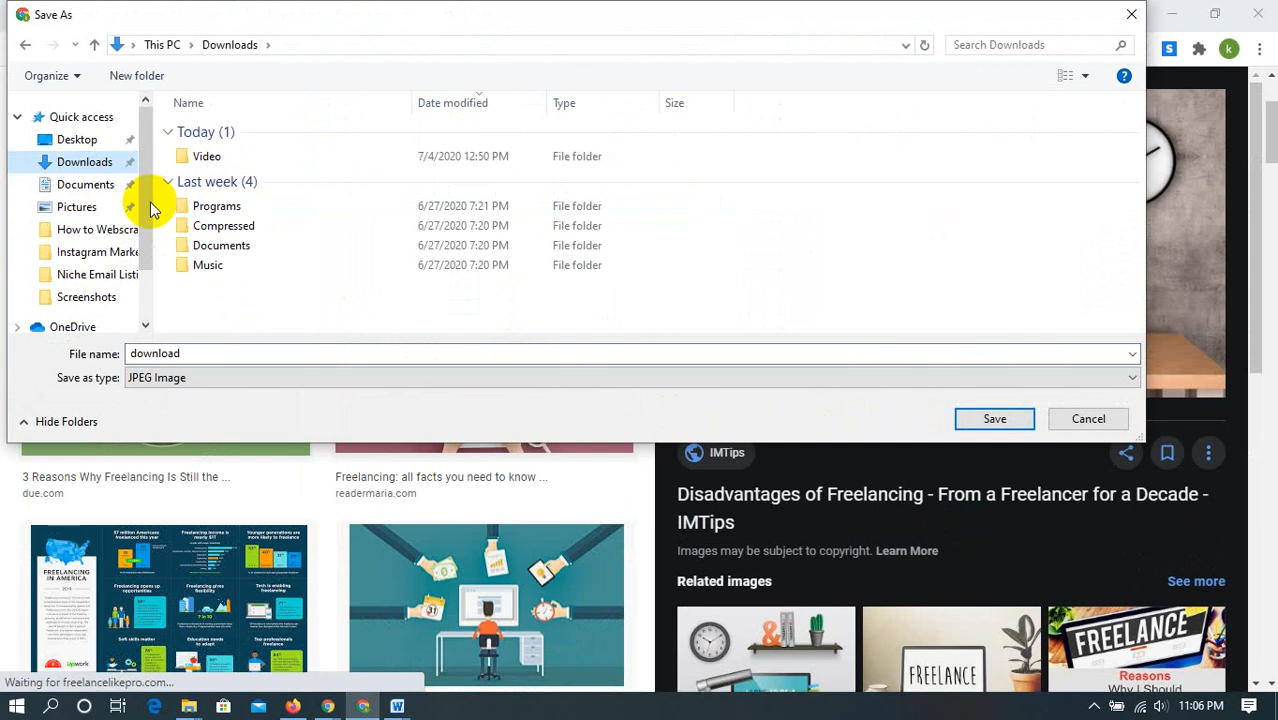 Save As
This PC
Downloads
Search Downloads
k
Organize
New folder
Name
Date modified
Type
Size
Quick access
Desktop
Downloads
Documents
Pictures
How to Webscra
Instagram Marke
Niche Email Listi
Screenshots
OneDrive
Today (1)
Video 7/4/2020 12:50 PM File folder
Last week (4)
Programs 6/27/2020 7:21 PM File folder
Compressed 6/27/2020 7:20 PM File folder
Documents 6/27/2020 7:20 PM File folder
Music 6/27/2020 7:20 PM File folder
File name: download
Save as type: JPEG Image
Hide Folders
Save
Cancel
3 Reasons Why Freelancing Is Still the ...
due.com
Freelancing: all facts you need to know ...
readermaria.com
IMTips
Disadvantages of Freelancing - From a Freelancer for a Decade -
IMTips
Images may be subject to copyright. Learn More
Related images
See more
FREELANCING
IN AMERICA
FREELANCE
FREELANCE
Reasons
Why I Should
Upwork
Waiting for freelancelikepro.com...
11:06 PM